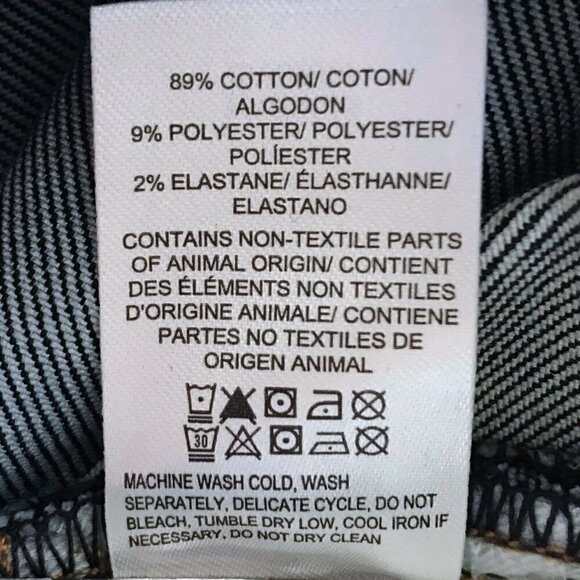 89% COTTON/ COTON/
ALGODON
9% POLYESTER/ POLYESTER/
POLÍESTER
2% ELASTANE/ ÉLASTHANNE/
ELASTANO
CONTAINS NON-TEXTILE PARTS
OF ANIMAL ORIGIN/ CONTIENT
DES ÉLÉMENTS NON TEXTILES
D'ORIGINE ANIMALE/ CONTIENE
PARTES NO TEXTILES DE
ORIGEN ANIMAL
30
MACHINE WASH COLD, WASH
SEPARATELY, DELICATE CYCLE, DO NOT
BLEACH, TUMBLE DRY LOW, COOL IRON IF
NECESSARY, DO NOT DRY CLEAN